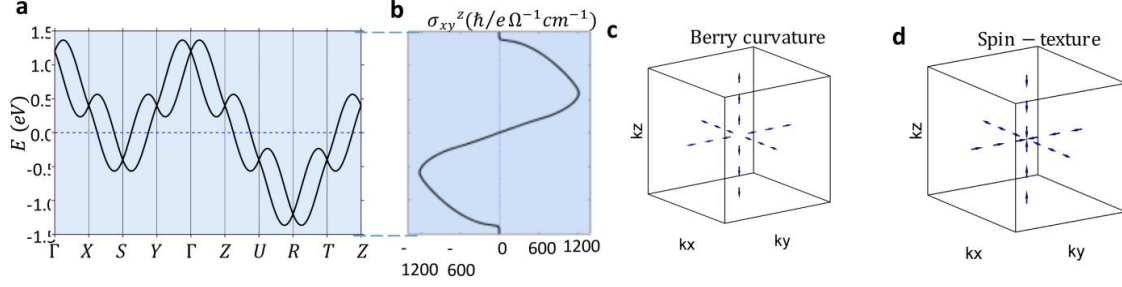 a
b
c
d
σxy^z(ℏ/e Ω⁻¹cm⁻¹)
Berry curvature
Spin − texture
E (eV)
1.5
1.0
0.5
0.0
-0.5
-1.0
-1.5
Γ X S Y Γ Z U R T Z
- - 0 600 1200
1200 600
kz
kx
ky
kz
kx
ky